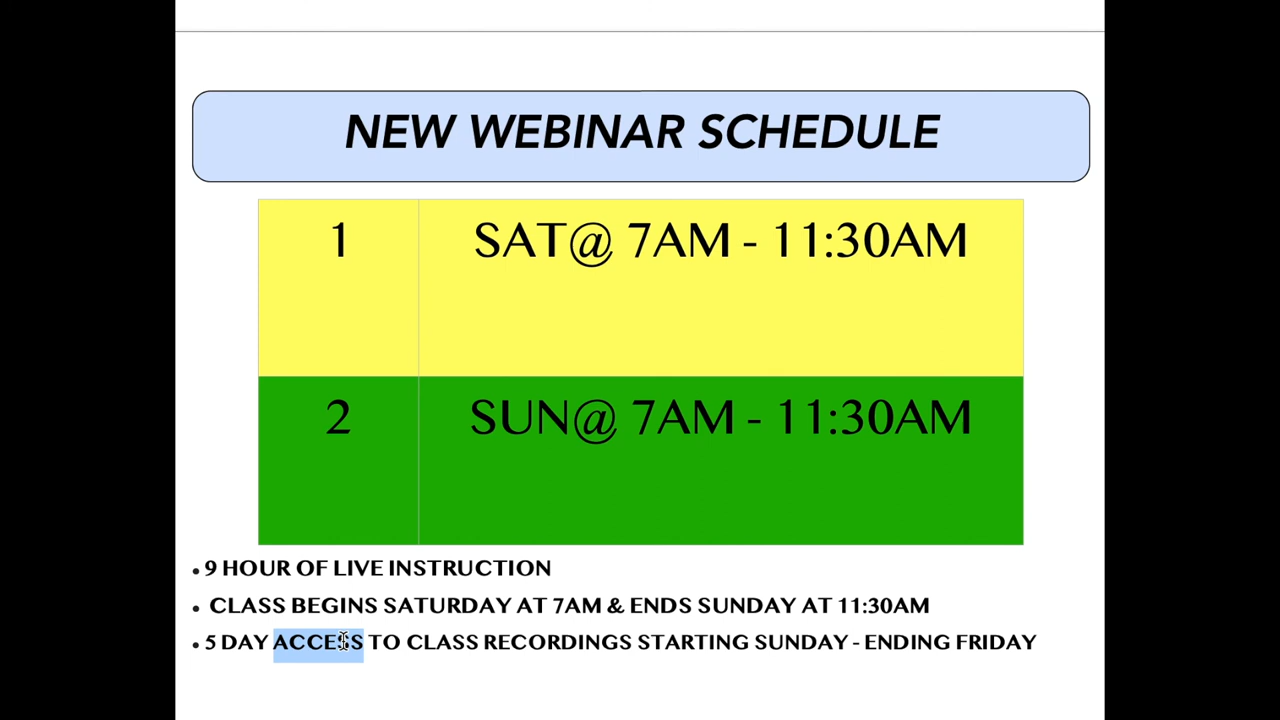 NEW WEBINAR SCHEDULE
1 SAT@ 7AM - 11:30AM
2 SUN@ 7AM - 11:30AM
• 9 HOUR OF LIVE INSTRUCTION
• CLASS BEGINS SATURDAY AT 7AM & ENDS SUNDAY AT 11:30AM
• 5 DAY ACCESS TO CLASS RECORDINGS STARTING SUNDAY - ENDING FRIDAY